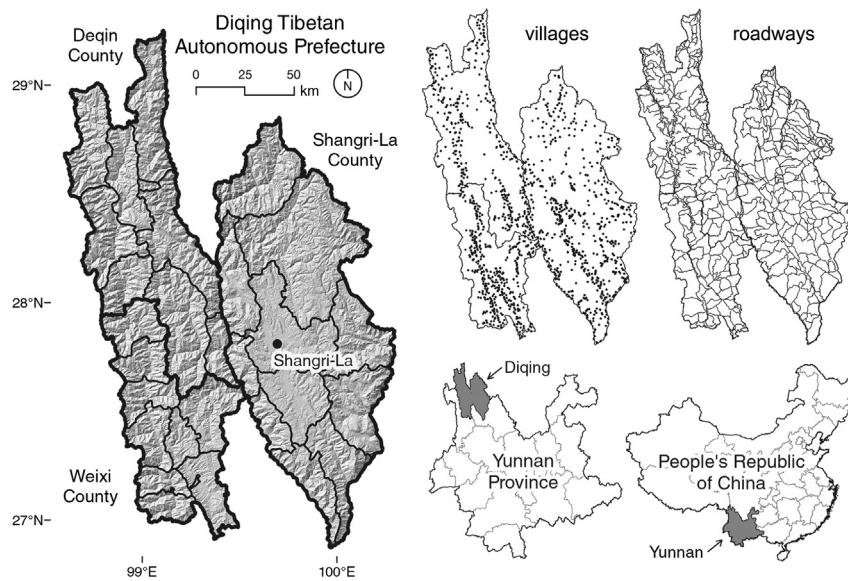 Deqin
County
Diqing Tibetan
Autonomous Prefecture
0 25 50
km
N
29°N
Shangri-La
County
28°N
Shangri-La
Weixi
County
27°N
99°E
100°E
villages
roadways
Diqing
Yunnan
Province
People's Republic
of China
Yunnan